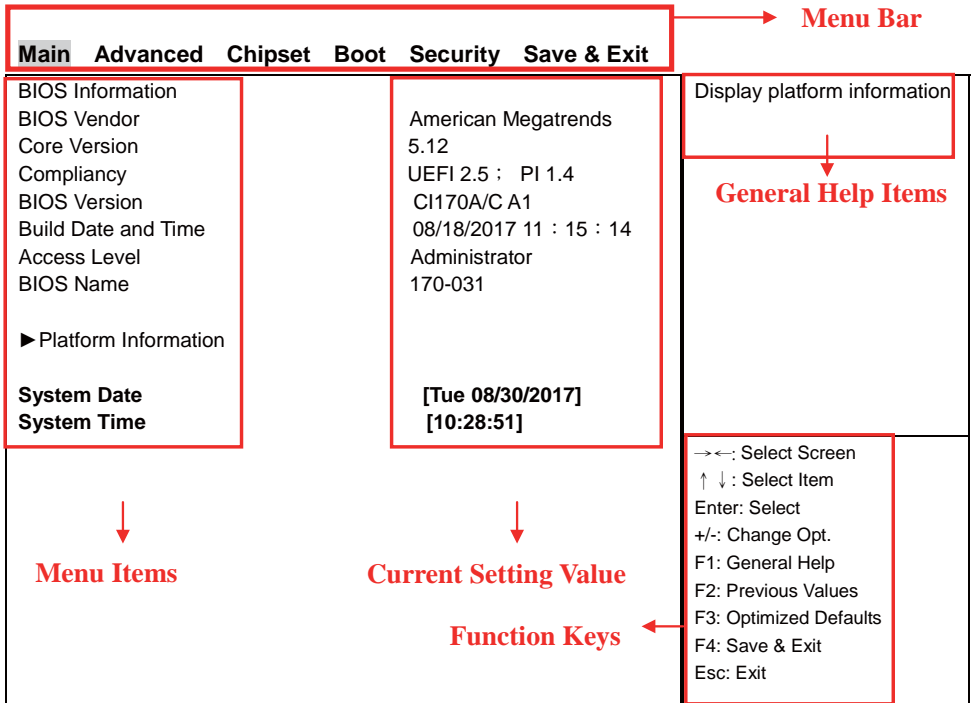 Menu Bar
Main Advanced Chipset Boot Security Save & Exit
BIOS Information
BIOS Vendor American Megatrends
Core Version 5.12
Compliancy UEFI 2.5； PI 1.4
BIOS Version CI170A/C A1
Build Date and Time 08/18/2017 11：15：14
Access Level Administrator
BIOS Name 170-031
►Platform Information
System Date [Tue 08/30/2017]
System Time [10:28:51]
Display platform information
General Help Items
Menu Items
Current Setting Value
Function Keys
→←: Select Screen
↑↓: Select Item
Enter: Select
+/-: Change Opt.
F1: General Help
F2: Previous Values
F3: Optimized Defaults
F4: Save & Exit
Esc: Exit